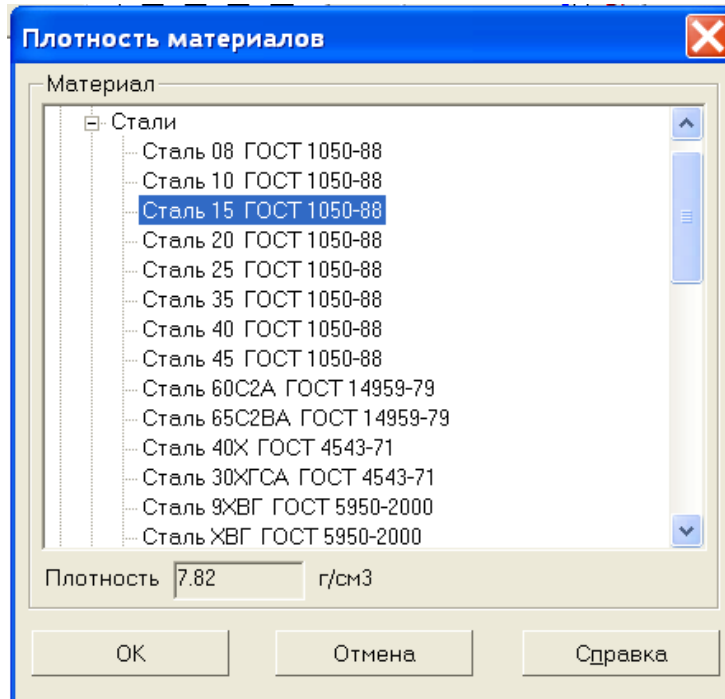 Плотность материалов
Материал
Стали
Сталь 08 ГОСТ 1050-88
Сталь 10 ГОСТ 1050-88
Сталь 15 ГОСТ 1050-88
Сталь 20 ГОСТ 1050-88
Сталь 25 ГОСТ 1050-88
Сталь 35 ГОСТ 1050-88
Сталь 40 ГОСТ 1050-88
Сталь 45 ГОСТ 1050-88
Сталь 60С2А ГОСТ 14959-79
Сталь 65С2ВА ГОСТ 14959-79
Сталь 40Х ГОСТ 4543-71
Сталь 30ХГСА ГОСТ 4543-71
Сталь 9ХВГ ГОСТ 5950-2000
Сталь ХВГ ГОСТ 5950-2000
Плотность 7.82 г/см3
ОК Отмена Справка